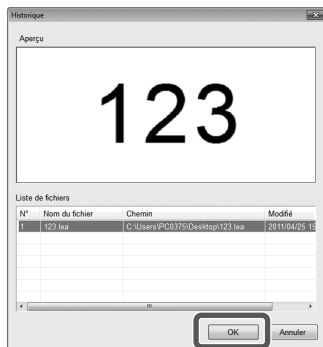 Historique
Aperçu
123
Liste de fichiers
N° Nom du fichier Chemin Modifié
1 123.lea C:\Users\PC0375\Desktop\123.lea 2011/04/25 15
OK Annuler